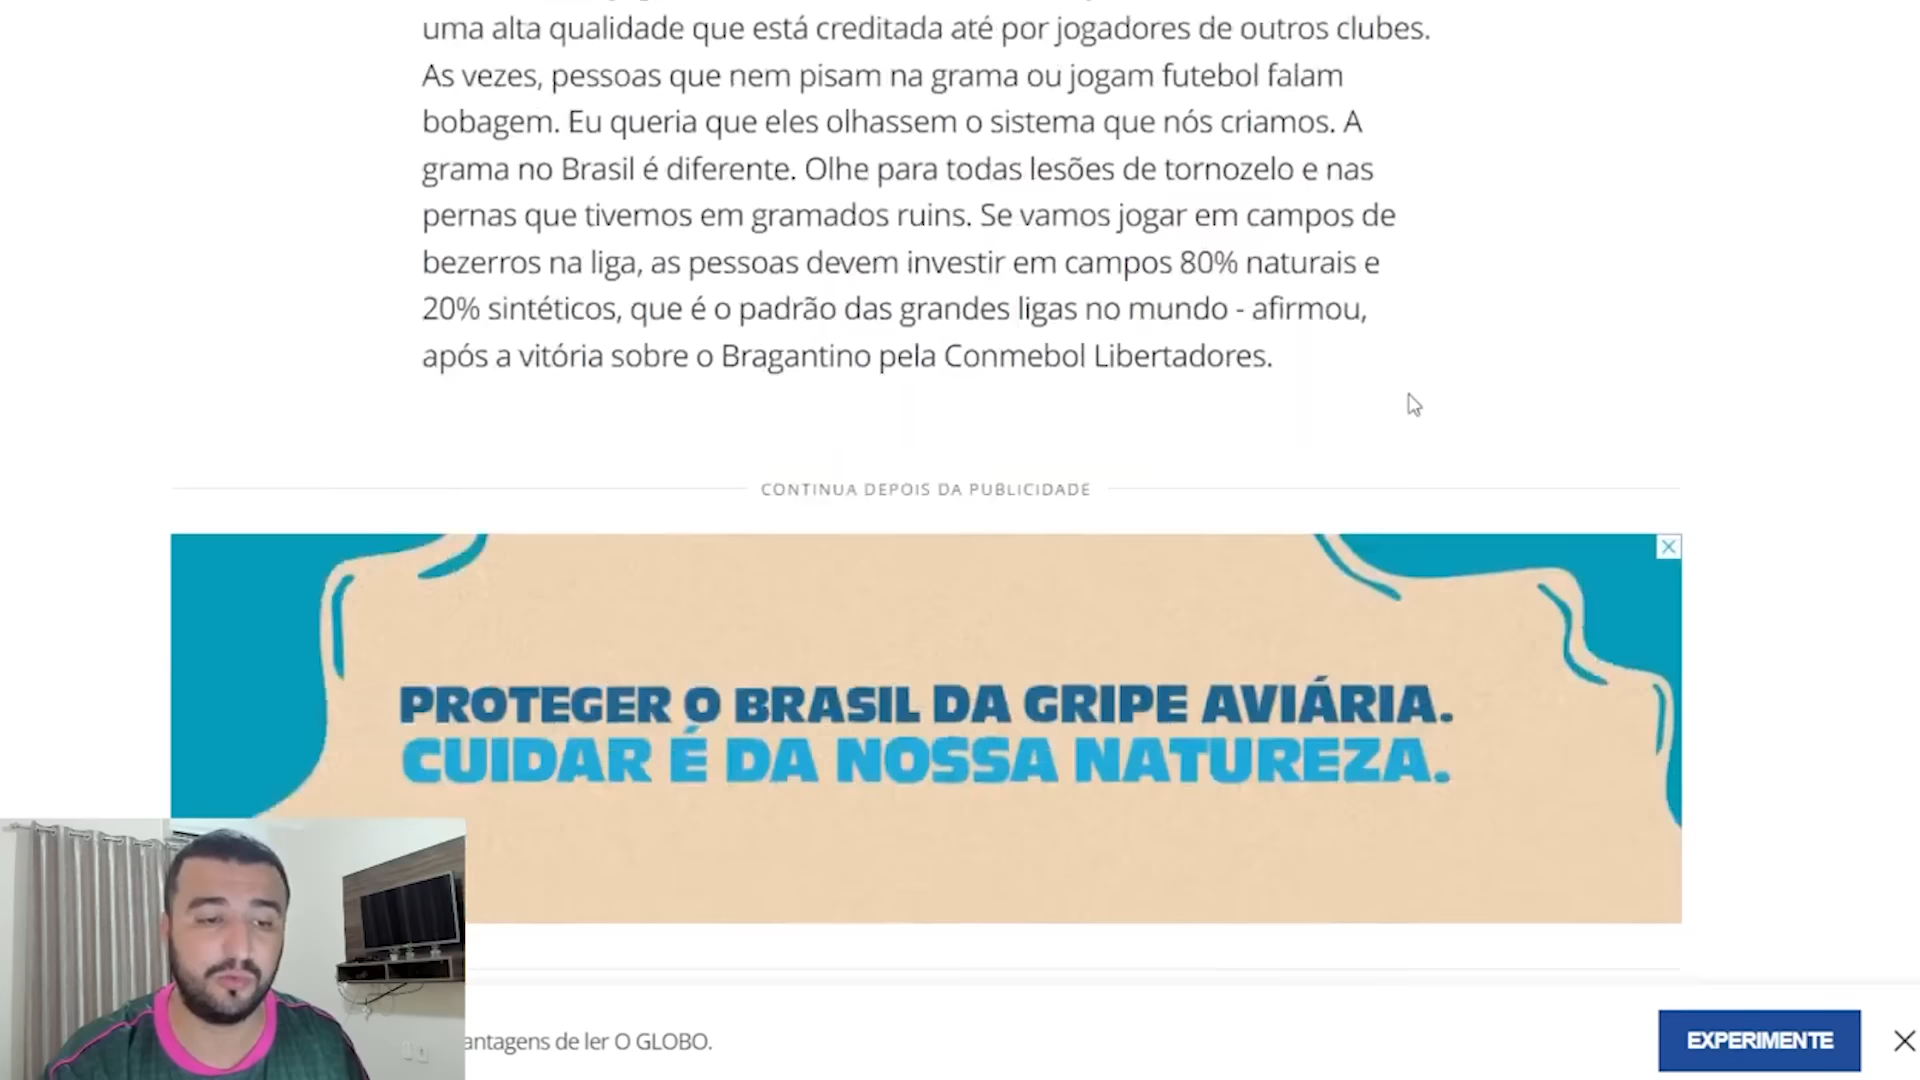 uma alta qualidade que está creditada até por jogadores de outros clubes.
As vezes, pessoas que nem pisam na grama ou jogam futebol falam
bobagem. Eu queria que eles olhassem o sistema que nós criamos. A
grama no Brasil é diferente. Olhe para todas lesões de tornozelo e nas
pernas que tivemos em gramados ruins. Se vamos jogar em campos de
bezerros na liga, as pessoas devem investir em campos 80% naturais e
20% sintéticos, que é o padrão das grandes ligas no mundo - afirmou,
após a vitória sobre o Bragantino pela Conmebol Libertadores.
CONTINUA DEPOIS DA PUBLICIDADE
PROTEGER O BRASIL DA GRIPE AVIÁRIA.
CUIDAR É DA NOSSA NATUREZA.
antagens de ler O GLOBO.
EXPERIMENTE